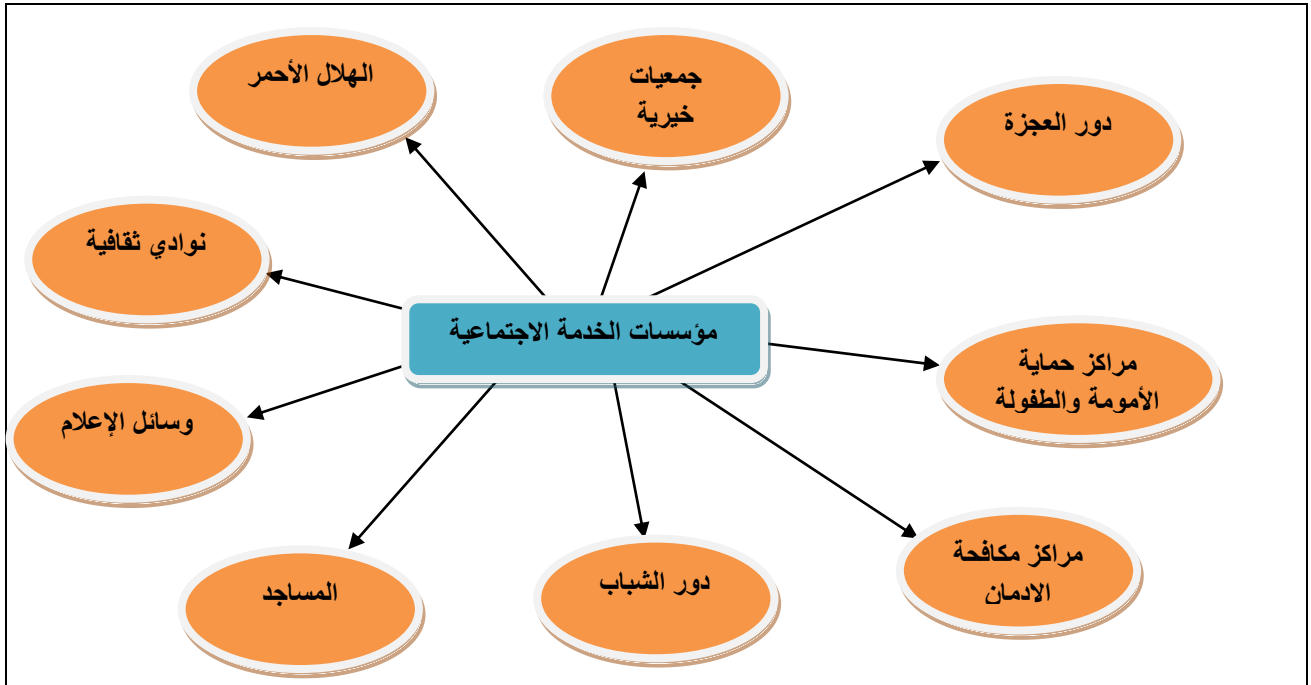 الهلال الأحمر
جمعيات
خيرية
دور العجزة
نوادي ثقافية
مؤسسات الخدمة الاجتماعية
مراكز حماية
الأمومة والطفولة
وسائل الإعلام
مراكز مكافحة
الادمان
دور الشباب
المساجد